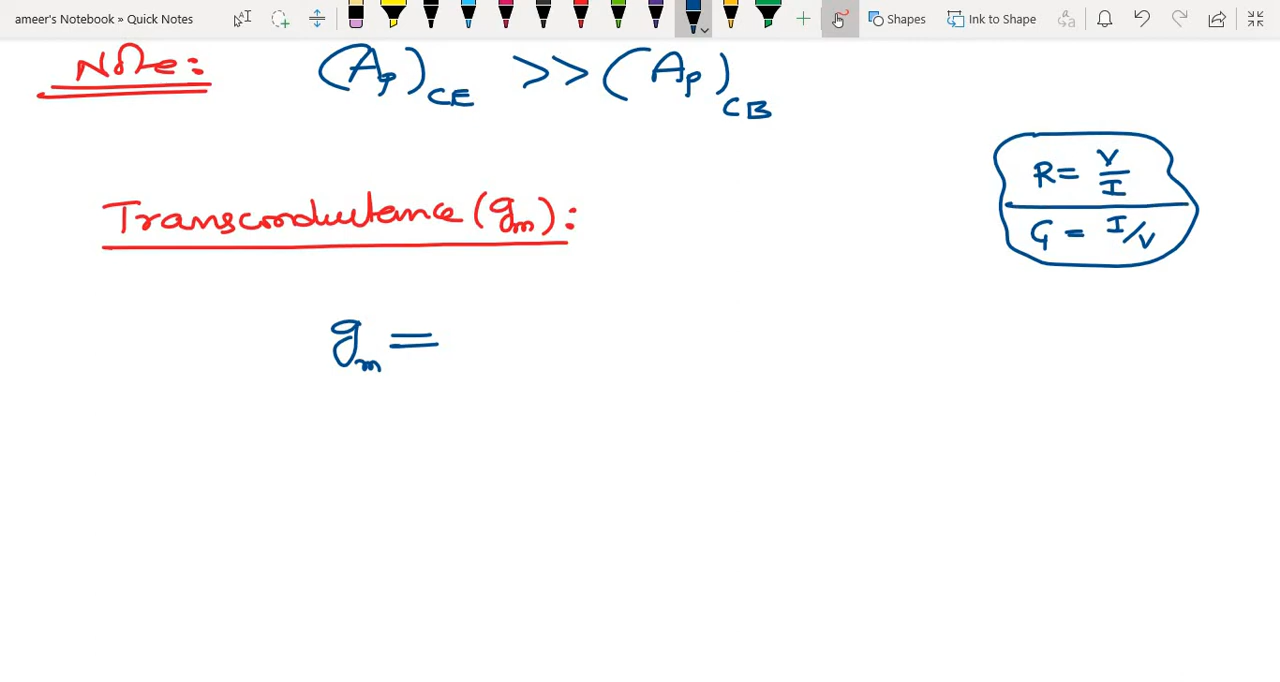 ameer's Notebook » Quick Notes
Shapes
Ink to Shape
Note: (Ap)CE >> (Ap)CB
R = V/I
G = I/V
Transconductance (gm):
gm =